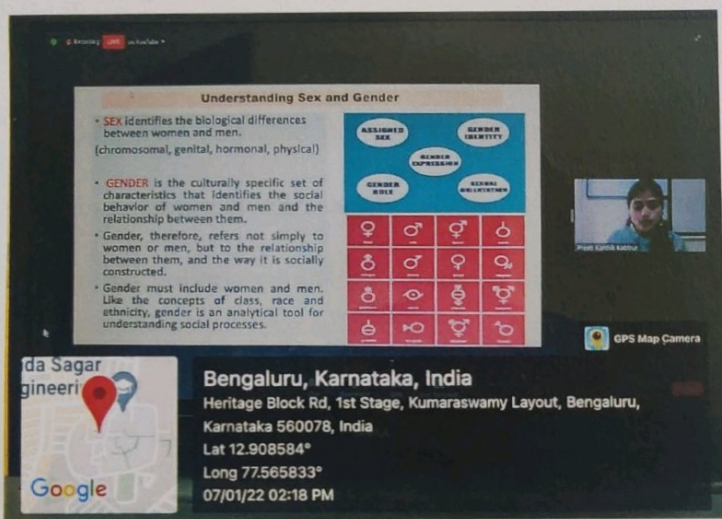 Recording LIVE on YouTube
Understanding Sex and Gender
• SEX identifies the biological differences
between women and men.
(chromosomal, genital, hormonal, physical)
• GENDER is the culturally specific set of
characteristics that identifies the social
behavior of women and men and the
relationship between them.
• Gender, therefore, refers not simply to
women or men, but to the relationship
between them, and the way it is socially
constructed.
• Gender must include women and men.
Like the concepts of class, race and
ethnicity, gender is an analytical tool for
understanding social processes.
ASSIGNED
SEX
GENDER
IDENTITY
GENDER
EXPRESSION
GENDER
ROLE
SEXUAL
ORIENTATION
GPS Map Camera
da Sagar
gineeri
Google
Bengaluru, Karnataka, India
Heritage Block Rd, 1st Stage, Kumaraswamy Layout, Bengaluru,
Karnataka 560078, India
Lat 12.908584°
Long 77.565833°
07/01/22 02:18 PM